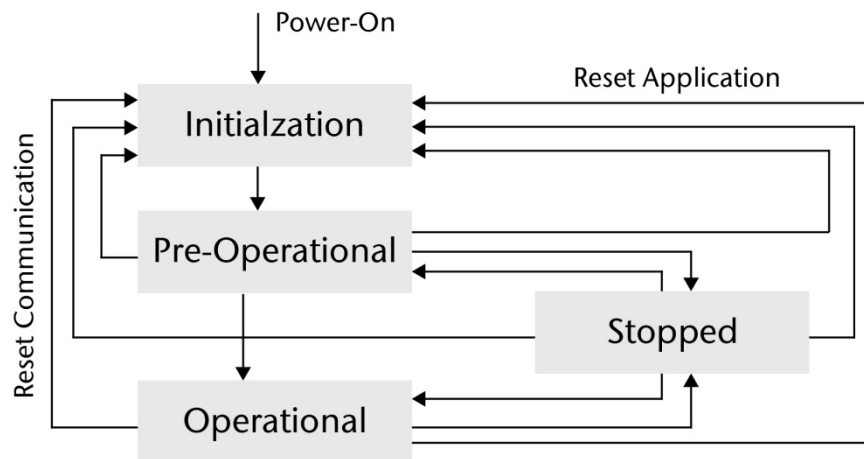 Power-On
Reset Application
Initialzation
Pre-Operational
Reset Communication
Stopped
Operational